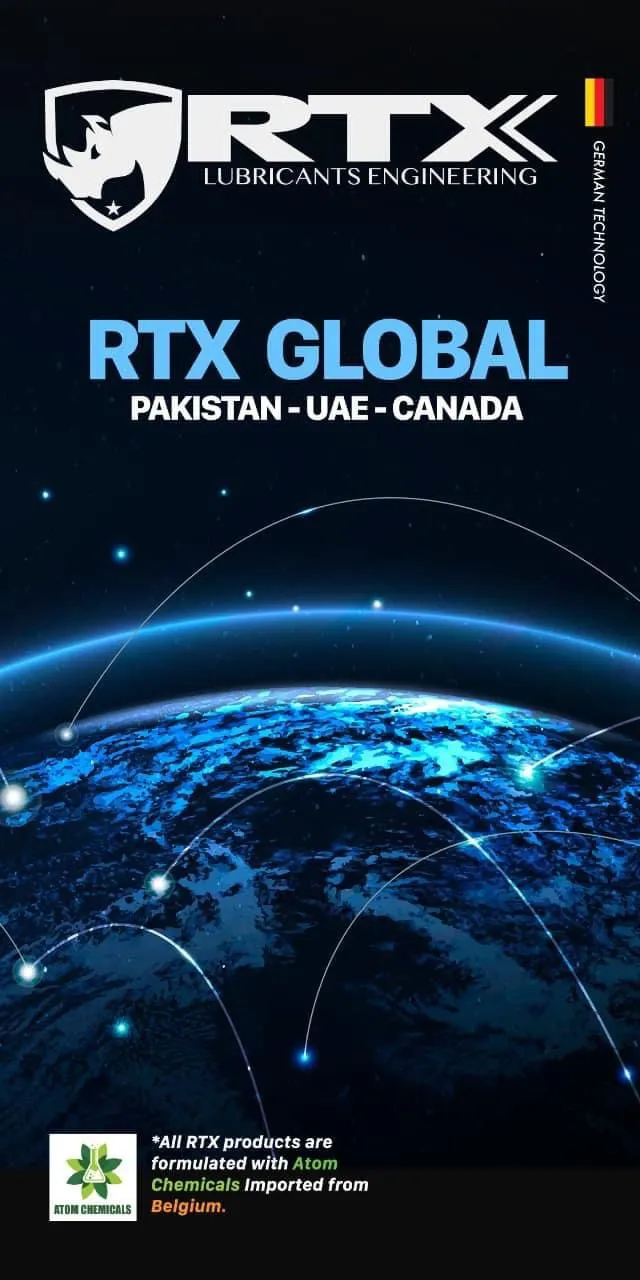 RTX
LUBRICANTS ENGINEERING
GERMAN TECHNOLOGY
RTX GLOBAL
PAKISTAN - UAE - CANADA
ATOM CHEMICALS
*All RTX products are
formulated with Atom
Chemicals Imported from
Belgium.